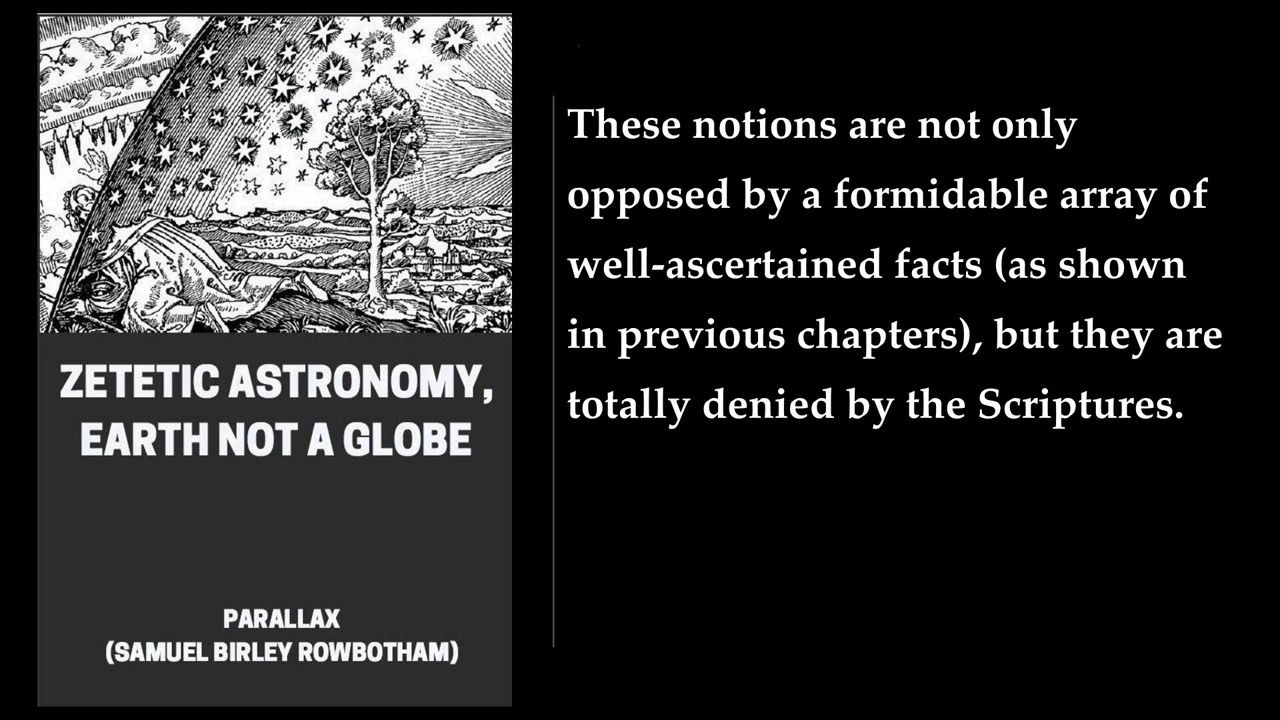 ZETETIC ASTRONOMY,
EARTH NOT A GLOBE
PARALLAX
(SAMUEL BIRLEY ROWBOTHAM)
These notions are not only
opposed by a formidable array of
well-ascertained facts (as shown
in previous chapters), but they are
totally denied by the Scriptures.